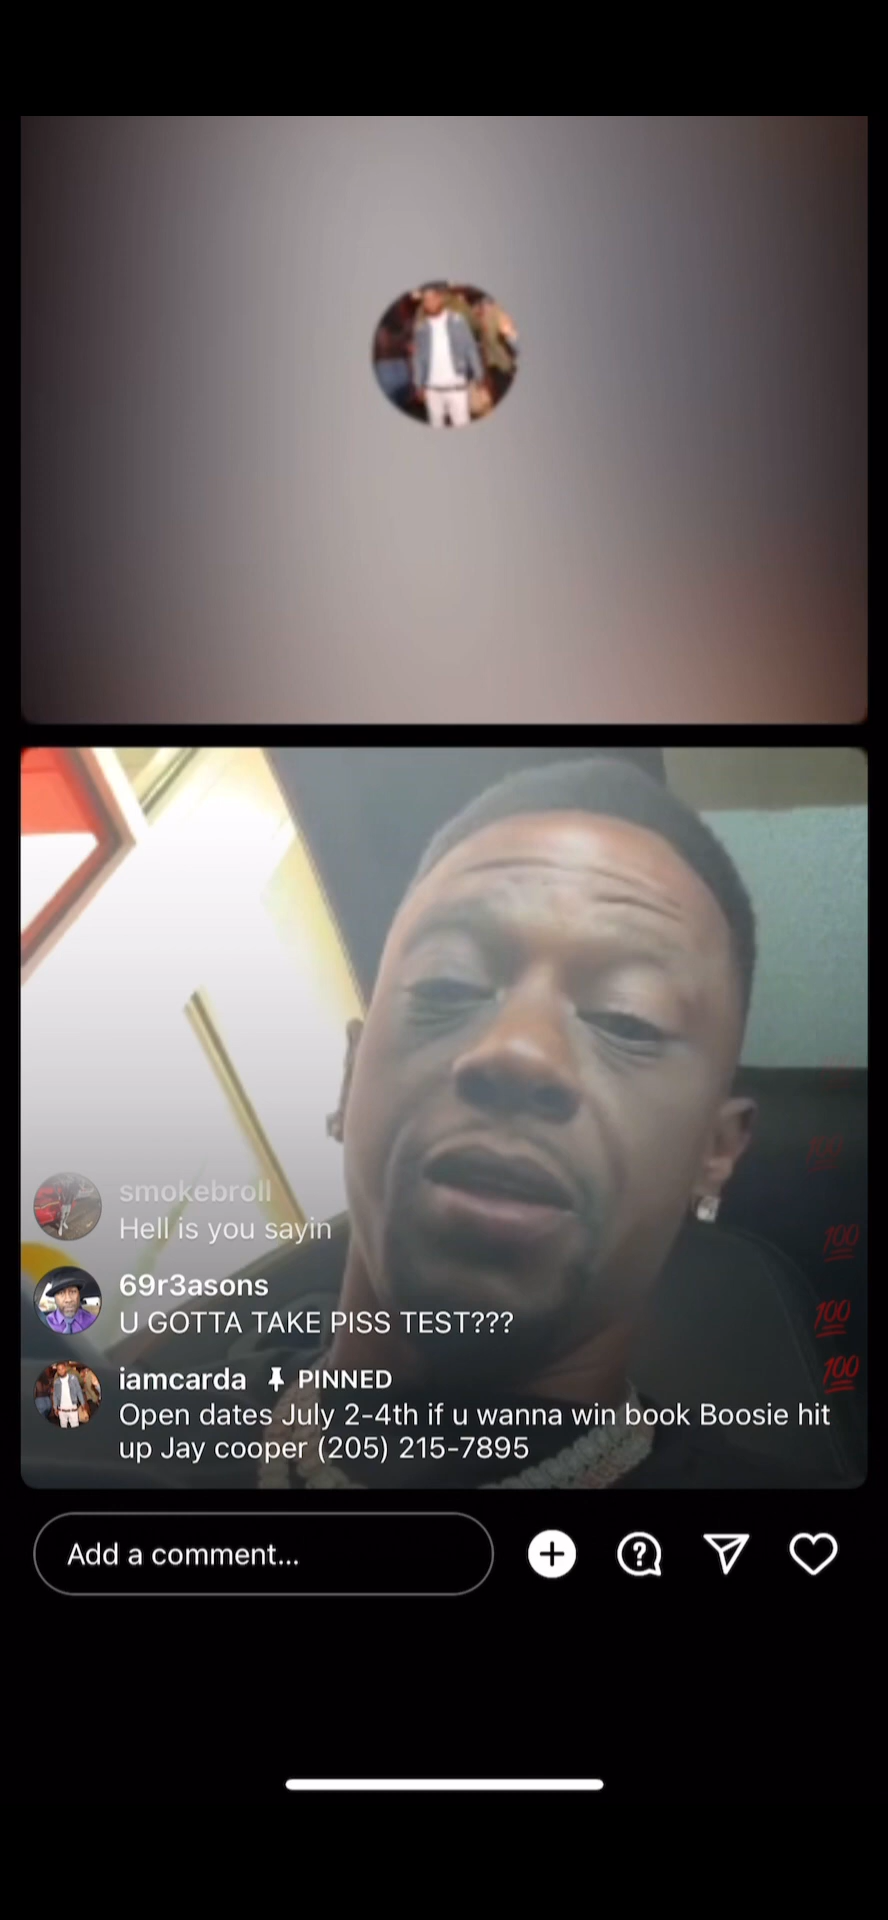 smokebroll
Hell is you sayin
69r3asons
U GOTTA TAKE PISS TEST???
iamcarda PINNED
Open dates July 2-4th if u wanna win book Boosie hit
up Jay cooper (205) 215-7895
Add a comment...
💯
💯
💯
💯